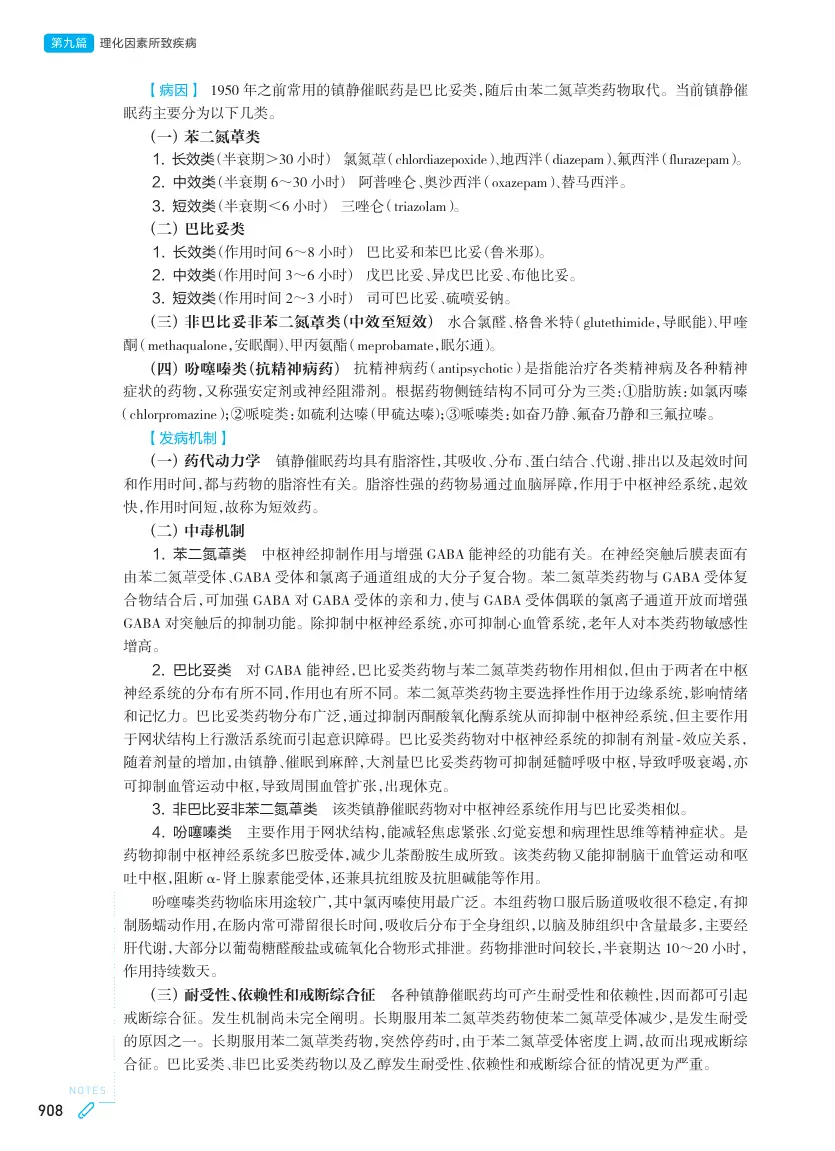 第九篇 理化因素所致疾病
【病因】 1950 年之前常用的镇静催眠药是巴比妥类,随后由苯二氮䓬类药物取代。当前镇静催
眠药主要分为以下几类。
(一) 苯二氮䓬类
1. 长效类(半衰期>30 小时) 氯氮䓬(chlordiazepoxide)、地西泮(diazepam)、氟西泮(flurazepam)。
2. 中效类(半衰期 6～30 小时) 阿普唑仑、奥沙西泮(oxazepam)、替马西泮。
3. 短效类(半衰期<6 小时) 三唑仑(triazolam)。
(二) 巴比妥类
1. 长效类(作用时间 6～8 小时) 巴比妥和苯巴比妥(鲁米那)。
2. 中效类(作用时间 3～6 小时) 戊巴比妥、异戊巴比妥、布他比妥。
3. 短效类(作用时间 2～3 小时) 司可巴比妥、硫喷妥钠。
(三) 非巴比妥非苯二氮䓬类(中效至短效) 水合氯醛、格鲁米特(glutethimide,导眠能)、甲喹
酮(methaqualone,安眠酮)、甲丙氨酯(meprobamate,眠尔通)。
(四) 吩噻嗪类(抗精神病药) 抗精神病药(antipsychotic)是指能治疗各类精神病及各种精神
症状的药物,又称强安定剂或神经阻滞剂。根据药物侧链结构不同可分为三类:①脂肪族:如氯丙嗪
(chlorpromazine);②哌啶类:如硫利达嗪(甲硫达嗪);③哌嗪类:如奋乃静、氟奋乃静和三氟拉嗪。
【发病机制】
(一) 药代动力学 镇静催眠药均具有脂溶性,其吸收、分布、蛋白结合、代谢、排出以及起效时间
和作用时间,都与药物的脂溶性有关。脂溶性强的药物易通过血脑屏障,作用于中枢神经系统,起效
快,作用时间短,故称为短效药。
(二) 中毒机制
1. 苯二氮䓬类 中枢神经抑制作用与增强 GABA 能神经的功能有关。在神经突触后膜表面有
由苯二氮䓬受体、GABA 受体和氯离子通道组成的大分子复合物。苯二氮䓬类药物与 GABA 受体复
合物结合后,可加强 GABA 对 GABA 受体的亲和力,使与 GABA 受体偶联的氯离子通道开放而增强
GABA 对突触后的抑制功能。除抑制中枢神经系统,亦可抑制心血管系统,老年人对本类药物敏感性
增高。
2. 巴比妥类 对 GABA 能神经,巴比妥类药物与苯二氮䓬类药物作用相似,但由于两者在中枢
神经系统的分布有所不同,作用也有所不同。苯二氮䓬类药物主要选择性作用于边缘系统,影响情绪
和记忆力。巴比妥类药物分布广泛,通过抑制丙酮酸氧化酶系统从而抑制中枢神经系统,但主要作用
于网状结构上行激活系统而引起意识障碍。巴比妥类药物对中枢神经系统的抑制有剂量-效应关系,
随着剂量的增加,由镇静、催眠到麻醉,大剂量巴比妥类药物可抑制延髓呼吸中枢,导致呼吸衰竭,亦
可抑制血管运动中枢,导致周围血管扩张,出现休克。
3. 非巴比妥非苯二氮䓬类 该类镇静催眠药物对中枢神经系统作用与巴比妥类相似。
4. 吩噻嗪类 主要作用于网状结构,能减轻焦虑紧张、幻觉妄想和病理性思维等精神症状。是
药物抑制中枢神经系统多巴胺受体,减少儿茶酚胺生成所致。该类药物又能抑制脑干血管运动和呕
吐中枢,阻断 α-肾上腺素能受体,还兼具抗组胺及抗胆碱能等作用。
吩噻嗪类药物临床用途较广,其中氯丙嗪使用最广泛。本组药物口服后肠道吸收很不稳定,有抑
制肠蠕动作用,在肠内常可滞留很长时间,吸收后分布于全身组织,以脑及肺组织中含量最多,主要经
肝代谢,大部分以葡萄糖醛酸盐或硫氧化合物形式排泄。药物排泄时间较长,半衰期达 10～20 小时,
作用持续数天。
(三) 耐受性、依赖性和戒断综合征 各种镇静催眠药均可产生耐受性和依赖性,因而都可引起
戒断综合征。发生机制尚未完全阐明。长期服用苯二氮䓬类药物使苯二氮䓬受体减少,是发生耐受
的原因之一。长期服用苯二氮䓬类药物,突然停药时,由于苯二氮䓬受体密度上调,故而出现戒断综
合征。巴比妥类、非巴比妥类药物以及乙醇发生耐受性、依赖性和戒断综合征的情况更为严重。
NOTES
908